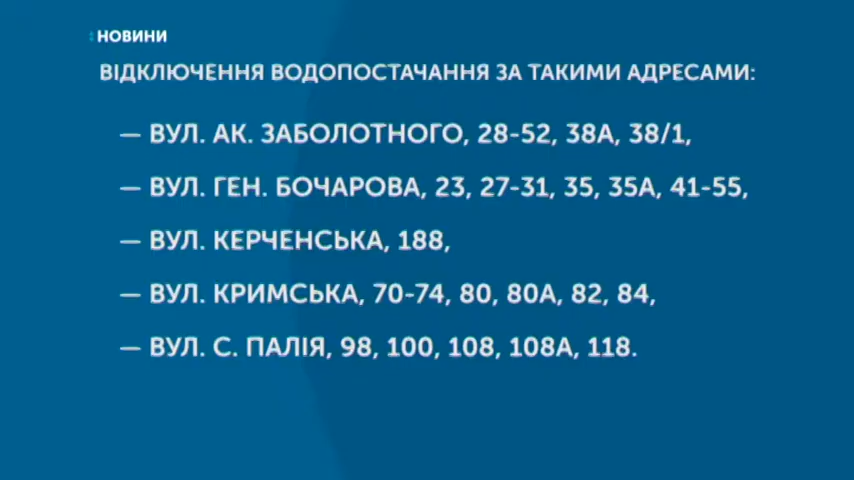 НОВИНИ
ВІДКЛЮЧЕННЯ ВОДОПОСТАЧАННЯ ЗА ТАКИМИ АДРЕСАМИ:
— ВУЛ. АК. ЗАБОЛОТНОГО, 28-52, 38А, 38/1,
— ВУЛ. ГЕН. БОЧАРОВА, 23, 27-31, 35, 35А, 41-55,
— ВУЛ. КЕРЧЕНСЬКА, 188,
— ВУЛ. КРИМСЬКА, 70-74, 80, 80А, 82, 84,
— ВУЛ. С. ПАЛІЯ, 98, 100, 108, 108А, 118.